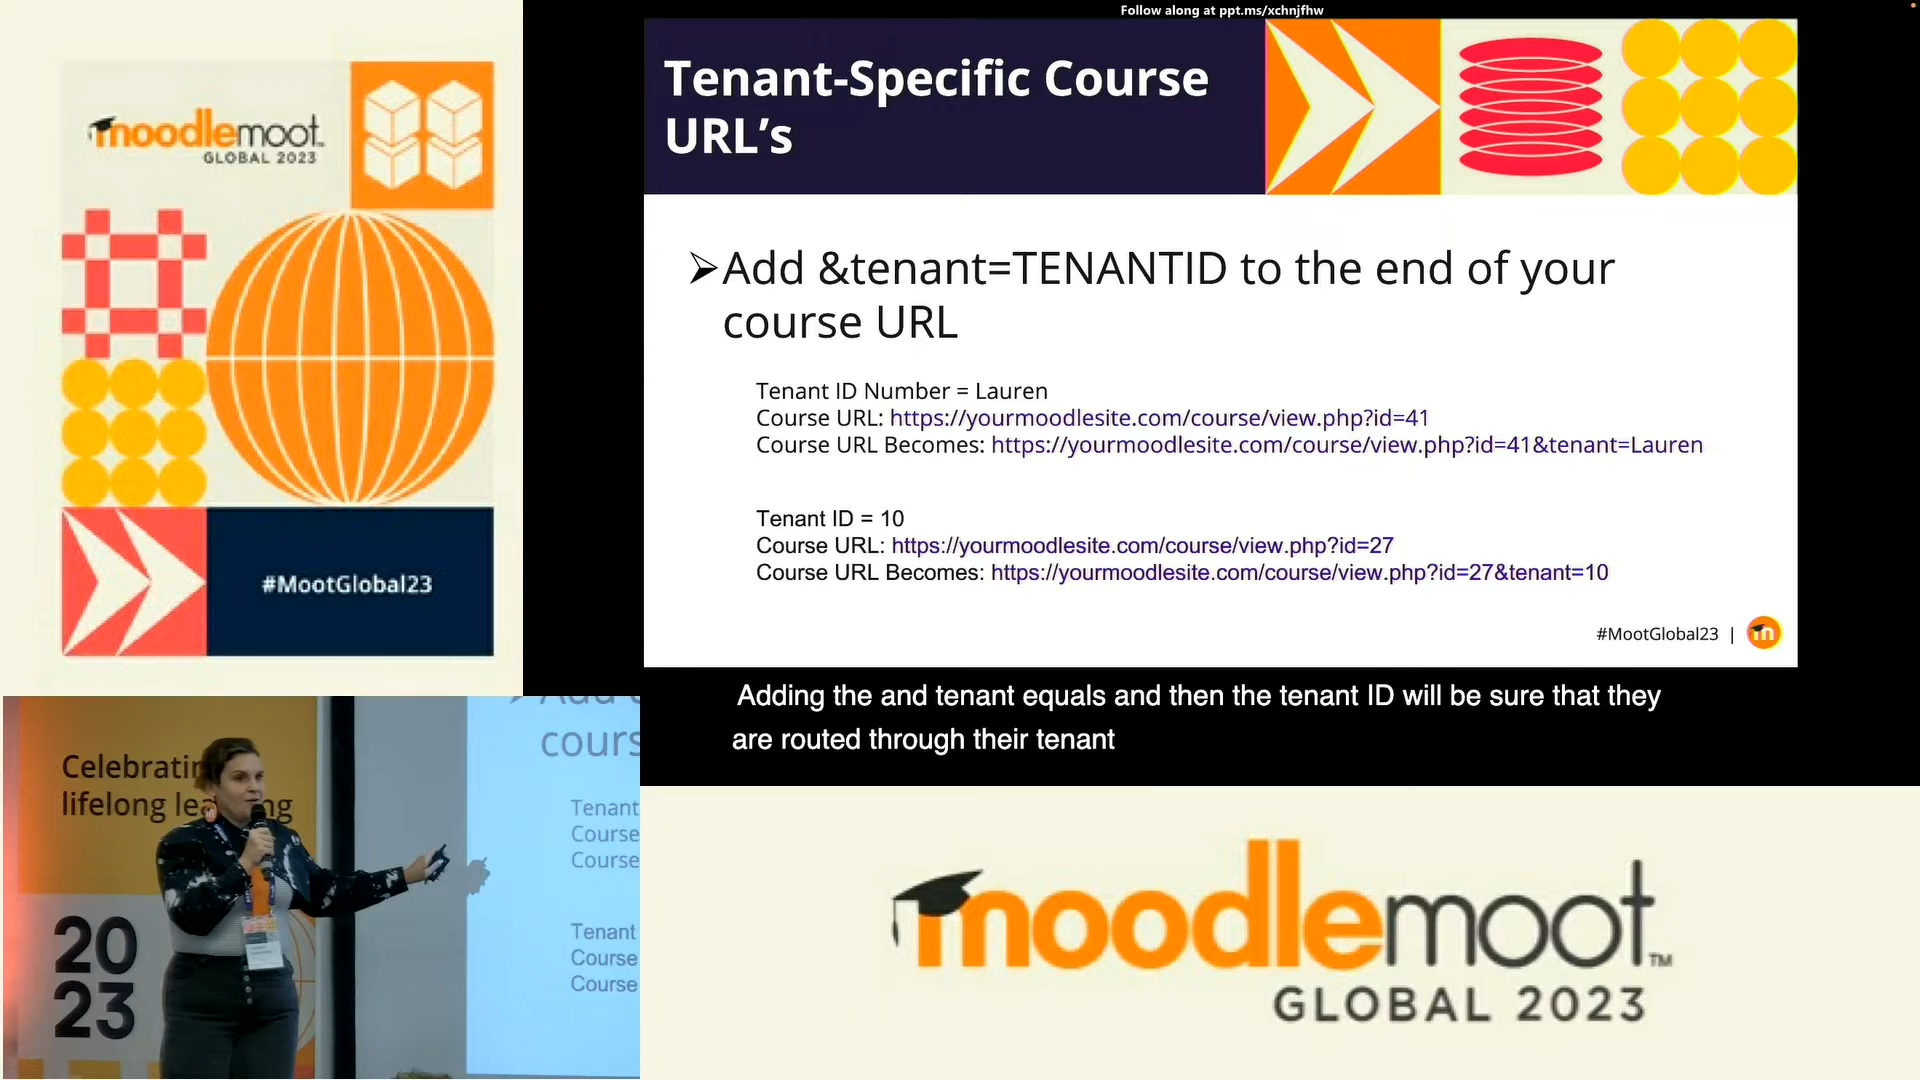 Follow along at ppt.ms/xchnjfhw
moodlemoot
GLOBAL 2023
#MootGlobal23
Tenant-Specific Course
URL’s
➢Add &tenant=TENANTID to the end of your
course URL
Tenant ID Number = Lauren
Course URL: https://yourmoodlesite.com/course/view.php?id=41
Course URL Becomes: https://yourmoodlesite.com/course/view.php?id=41&tenant=Lauren
Tenant ID = 10
Course URL: https://yourmoodlesite.com/course/view.php?id=27
Course URL Becomes: https://yourmoodlesite.com/course/view.php?id=27&tenant=10
#MootGlobal23 | m
Adding the and tenant equals and then the tenant ID will be sure that they
are routed through their tenant
Celebratin
lifelong lea ng
20
23
cours
Tenant
Course
Course
Tenant
Course
Course
moodlemoot™
GLOBAL 2023